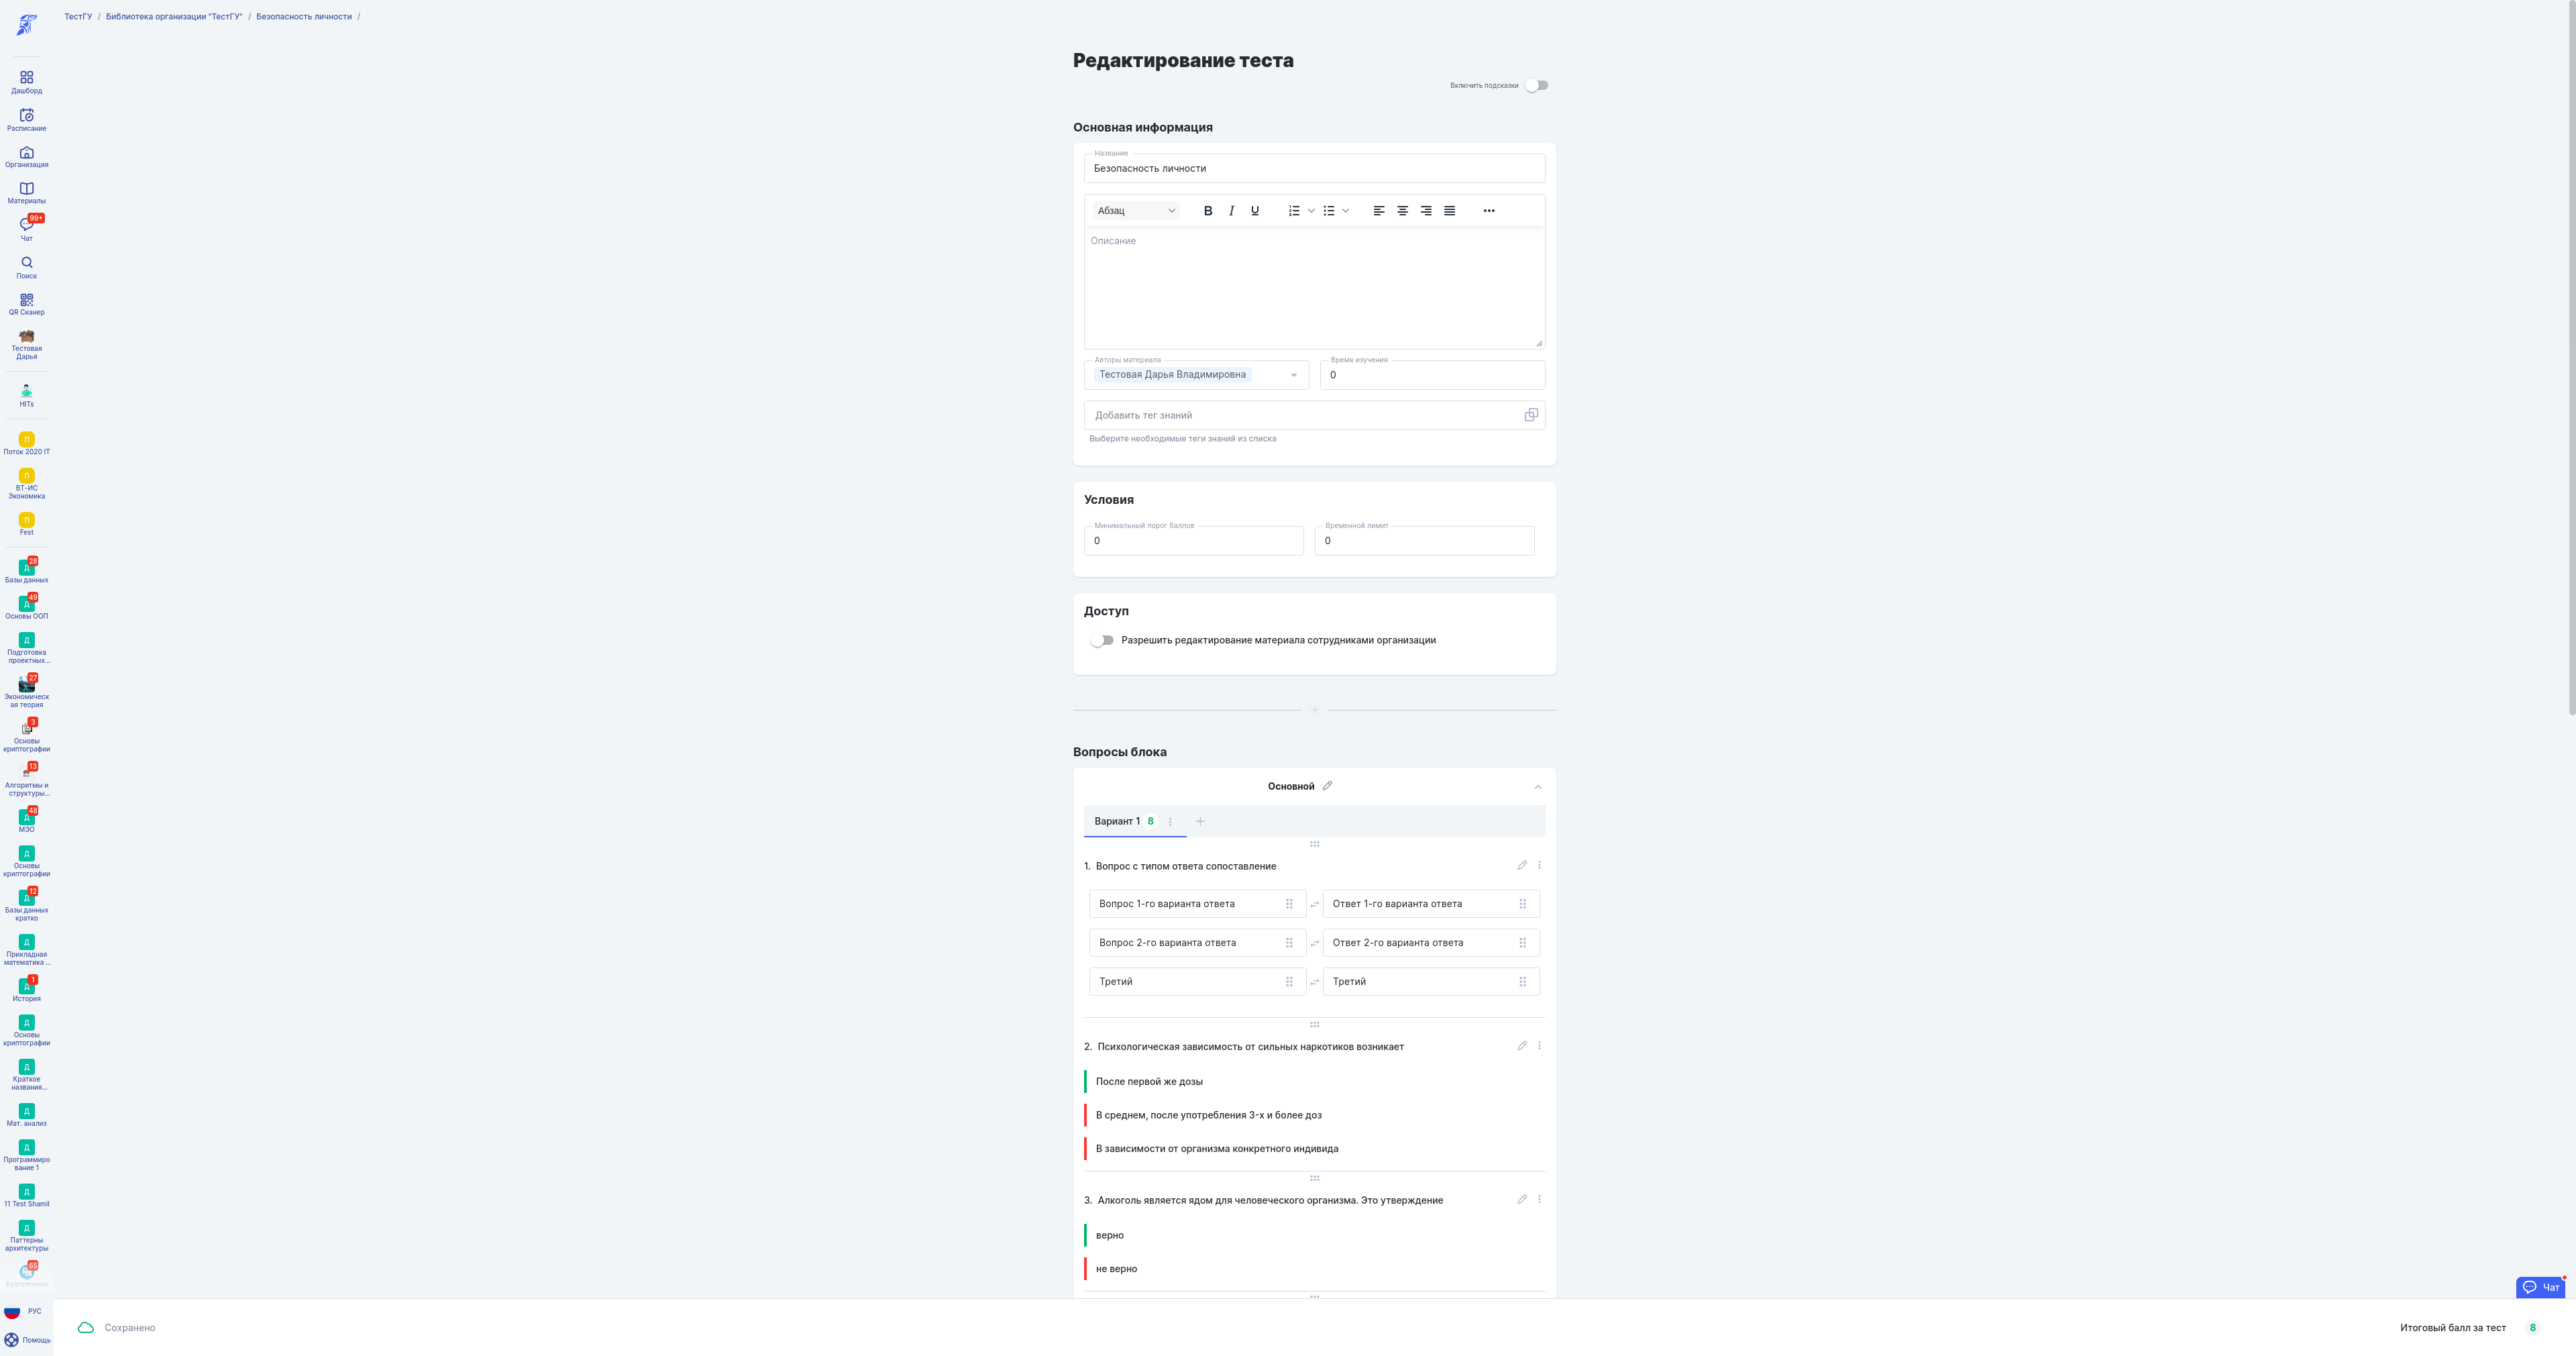 ТестГУ / Библиотека организации "ТестГУ" / Безопасность личности /
Дашборд
Расписание
Организация
Материалы
99+
Чат
Поиск
QR Сканер
Тестовая
Дарья
HITs
П
Поток 2020 IT
П
ВТ-ИС
Экономика
П
Fest
28
Д
Базы данных
49
Д
Основы ООП
Д
Подготовка
проектных...
27
Экономическ
ая теория
3
Основы
криптографии
13
Алгоритмы и
структуры...
48
Д
МЭО
Д
Основы
криптографии
12
Д
Базы данных
кратко
Д
Прикладная
математика ...
1
Д
История
Д
Основы
криптографии
Д
Краткое
названия...
Д
Мат. анализ
Д
Программиро
вание 1
Д
11 Test Shamil
Д
Паттерны
архитектуры
65
Бухгалтерия
РУС
Помощь
Редактирование теста
Включить подсказки
Основная информация
Название
Безопасность личности
Абзац B I U
Описание
Авторы материала
Тестовая Дарья Владимировна
Время изучения
0
Добавить тег знаний
Выберите необходимые теги знаний из списка
Условия
Минимальный порог баллов
0
Временной лимит
0
Доступ
Разрешить редактирование материала сотрудниками организации
Вопросы блока
Основной
Вариант 1 8
1. Вопрос с типом ответа сопоставление
Вопрос 1-го варианта ответа Ответ 1-го варианта ответа
Вопрос 2-го варианта ответа Ответ 2-го варианта ответа
Третий Третий
2. Психологическая зависимость от сильных наркотиков возникает
После первой же дозы
В среднем, после употребления 3-х и более доз
В зависимости от организма конкретного индивида
3. Алкоголь является ядом для человеческого организма. Это утверждение
верно
не верно
Чат
Сохранено
Итоговый балл за тест 8